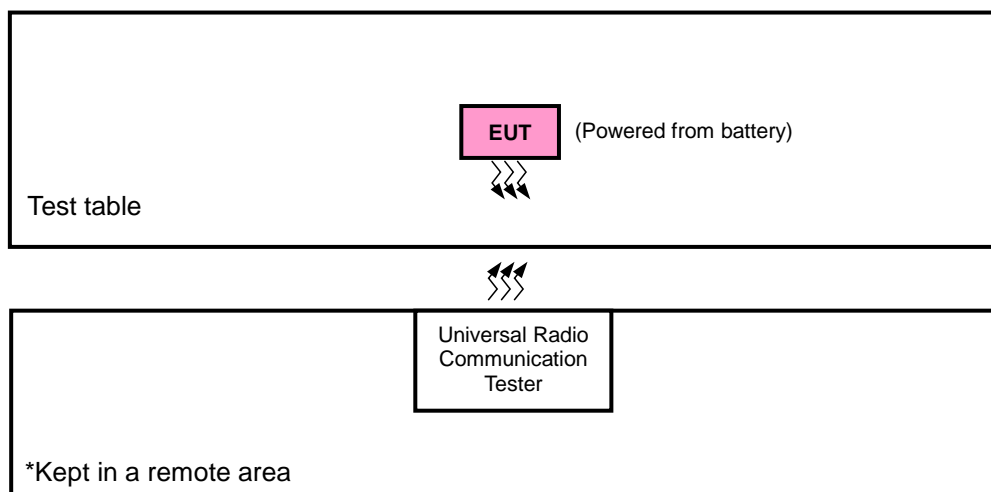 EUT
(Powered from battery)
Test table
Universal Radio
Communication
Tester
*Kept in a remote area